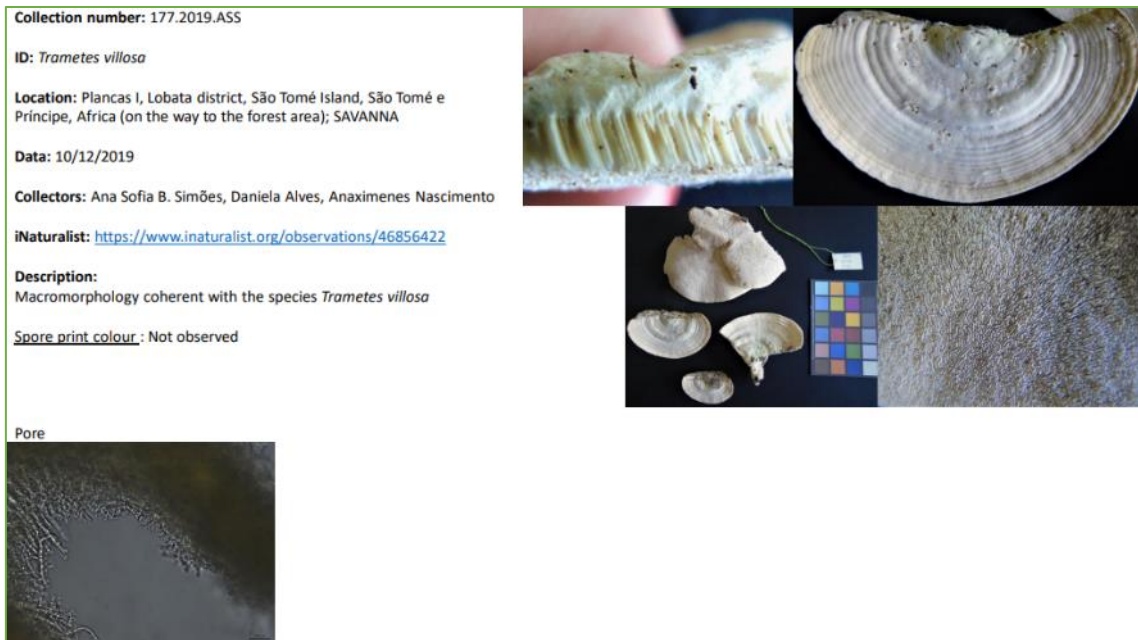 Collection number: 177.2019.ASS
ID: Trametes villosa
Location: Plancas I, Lobata district, São Tomé Island, São Tomé e
Príncipe, Africa (on the way to the forest area); SAVANNA
Data: 10/12/2019
Collectors: Ana Sofia B. Simões, Daniela Alves, Anaximenes Nascimento
iNaturalist: https://www.inaturalist.org/observations/46856422
Description:
Macromorphology coherent with the species Trametes villosa
Spore print colour : Not observed
Pore